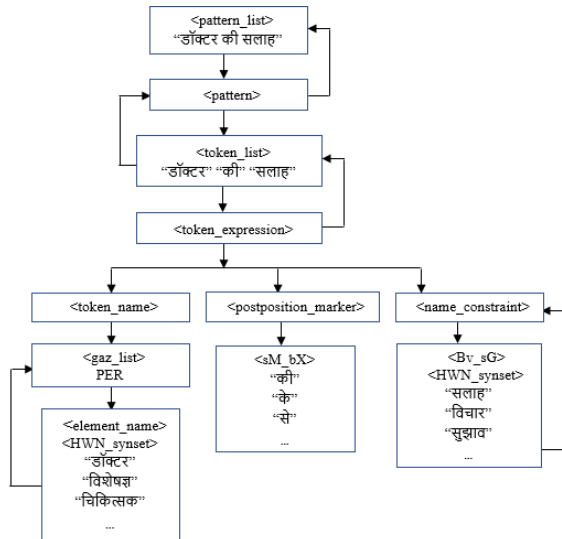 <pattern_list>
“डॉक्टर की सलाह”
<pattern>
<token_list>
“डॉक्टर” “की” “सलाह”
<token_expression>
<token_name>
<postposition_marker>
<name_constraint>
<gaz_list>
PER
<sM_bX>
“की”
“के”
“से”
...
<Bv_sG>
<HWN_synset>
“सलाह”
“विचार”
“सुझाव”
...
<element_name>
<HWN_synset>
“डॉक्टर”
“विशेषज्ञ”
“चिकित्सक”
...